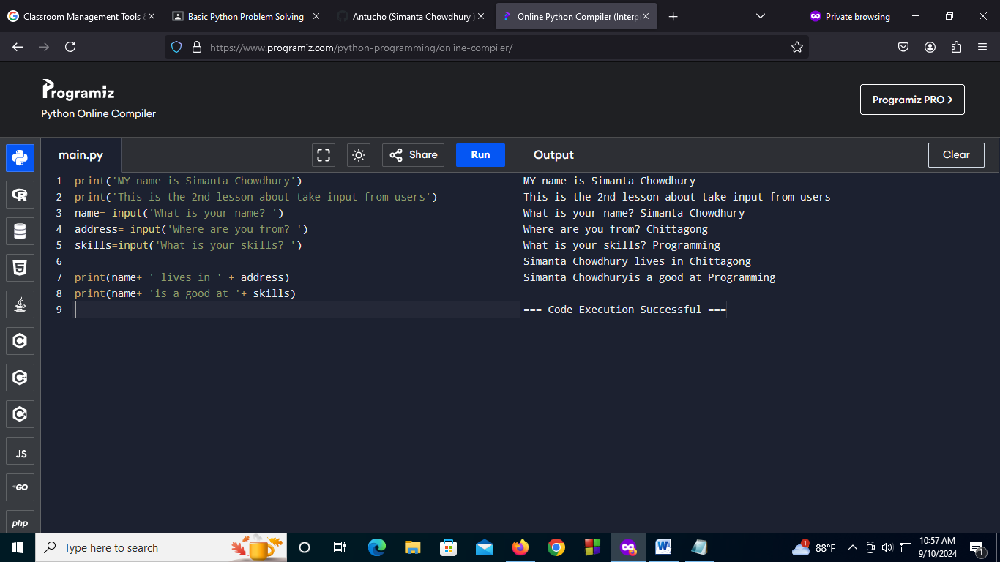 Classroom Management Tools &
Basic Python Problem Solving
Antucho (Simanta Chowdhury )
Online Python Compiler (Interp
Private browsing
https://www.programiz.com/python-programming/online-compiler/
Programiz
Python Online Compiler
Programiz PRO
main.py
Share
Run
Output
Clear
1 print('MY name is Simanta Chowdhury')
2 print('This is the 2nd lesson about take input from users')
3 name= input('What is your name? ')
4 address= input('Where are you from? ')
5 skills=input('What is your skills? ')
6
7 print(name+ ' lives in ' + address)
8 print(name+ 'is a good at '+ skills)
9
MY name is Simanta Chowdhury
This is the 2nd lesson about take input from users
What is your name? Simanta Chowdhury
Where are you from? Chittagong
What is your skills? Programming
Simanta Chowdhury lives in Chittagong
Simanta Chowdhuryis a good at Programming
=== Code Execution Successful ===
R
5
C
C
C
JS
GO
php
Type here to search
W
1
88°F
10:57 AM
9/10/2024
1